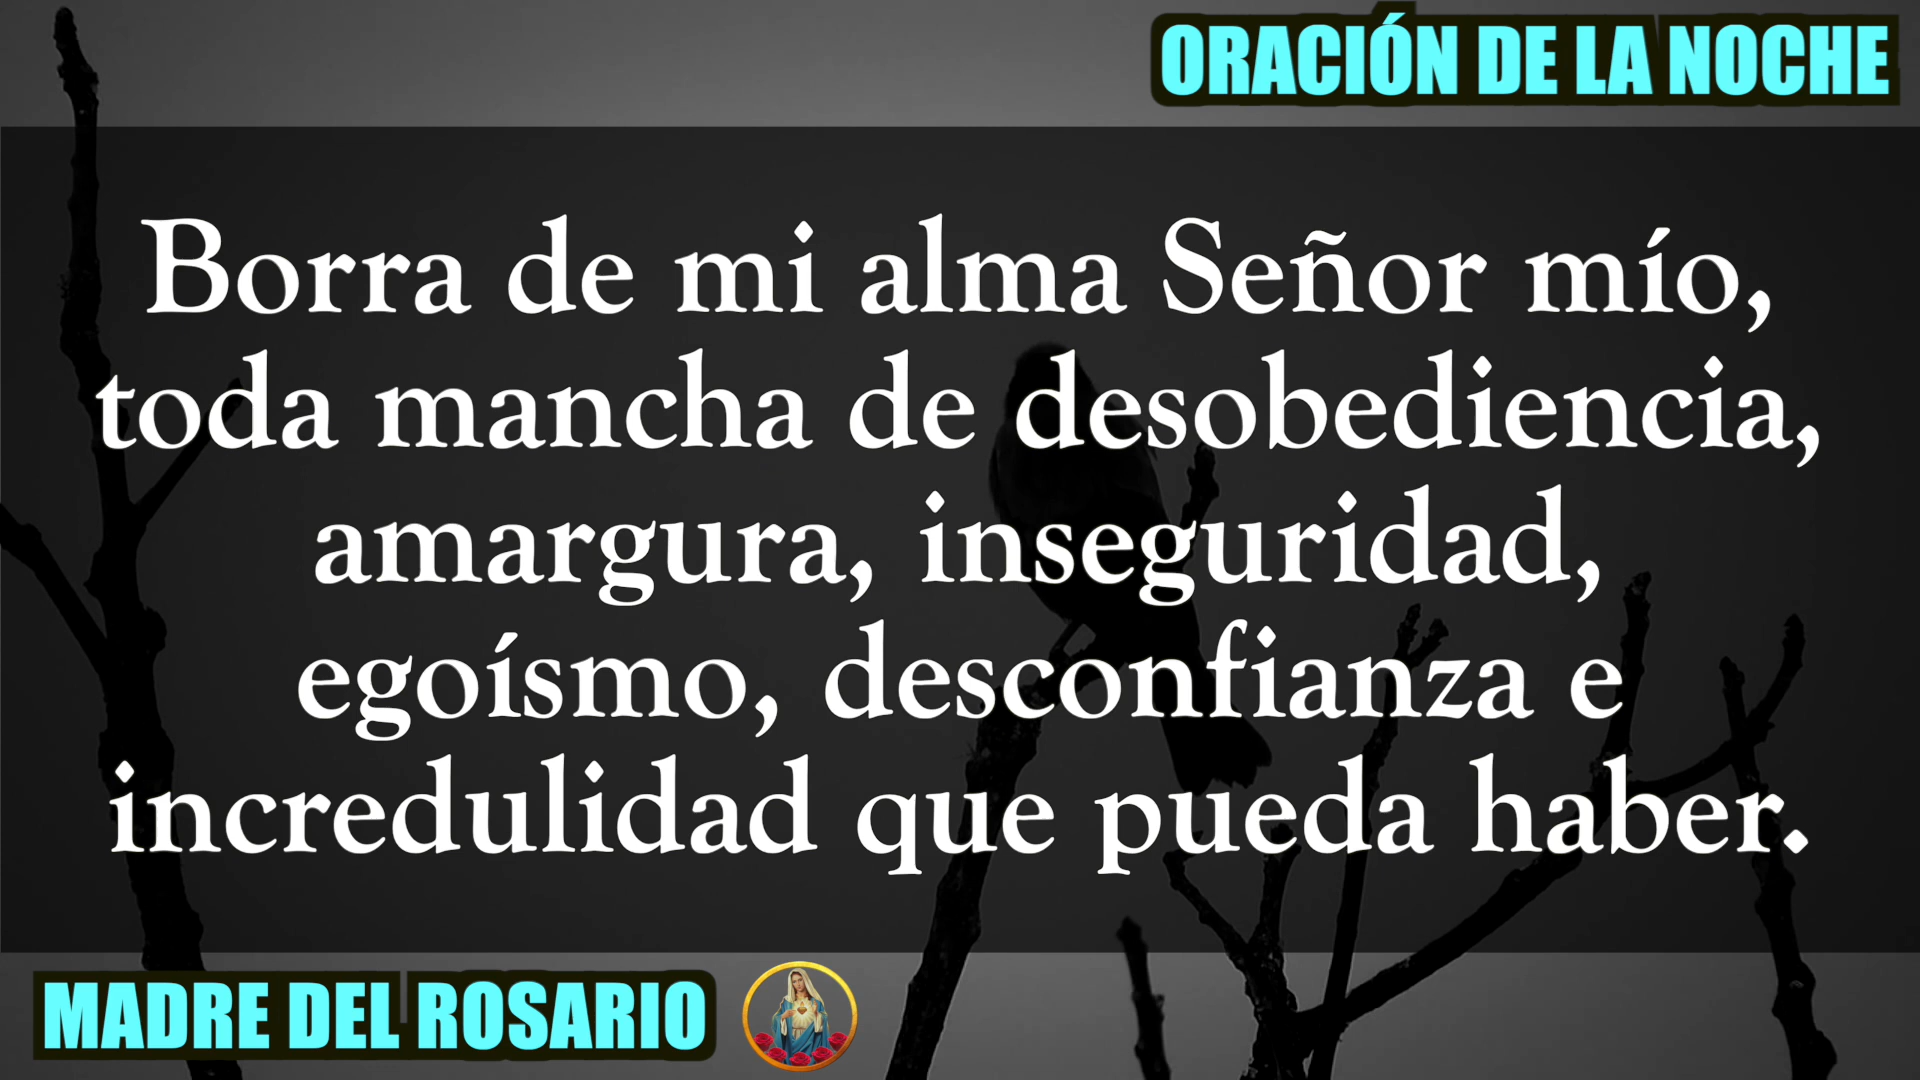 ORACIÓN DE LA NOCHE
Borra de mi alma Señor mío,
toda mancha de desobediencia,
amargura, inseguridad,
egoísmo, desconfianza e
incredulidad que pueda haber.
MADRE DEL ROSARIO